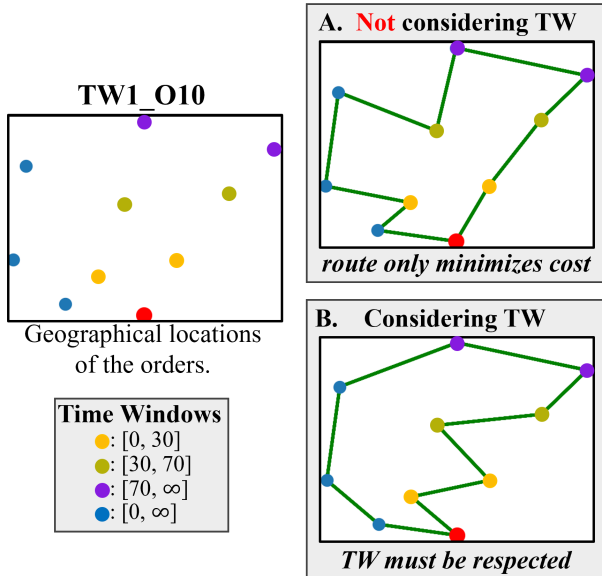 TW1_O10
Geographical locations
of the orders.
Time Windows
: [0, 30]
: [30, 70]
: [70, ∞]
: [0, ∞]
A. Not considering TW
route only minimizes cost
B. Considering TW
TW must be respected